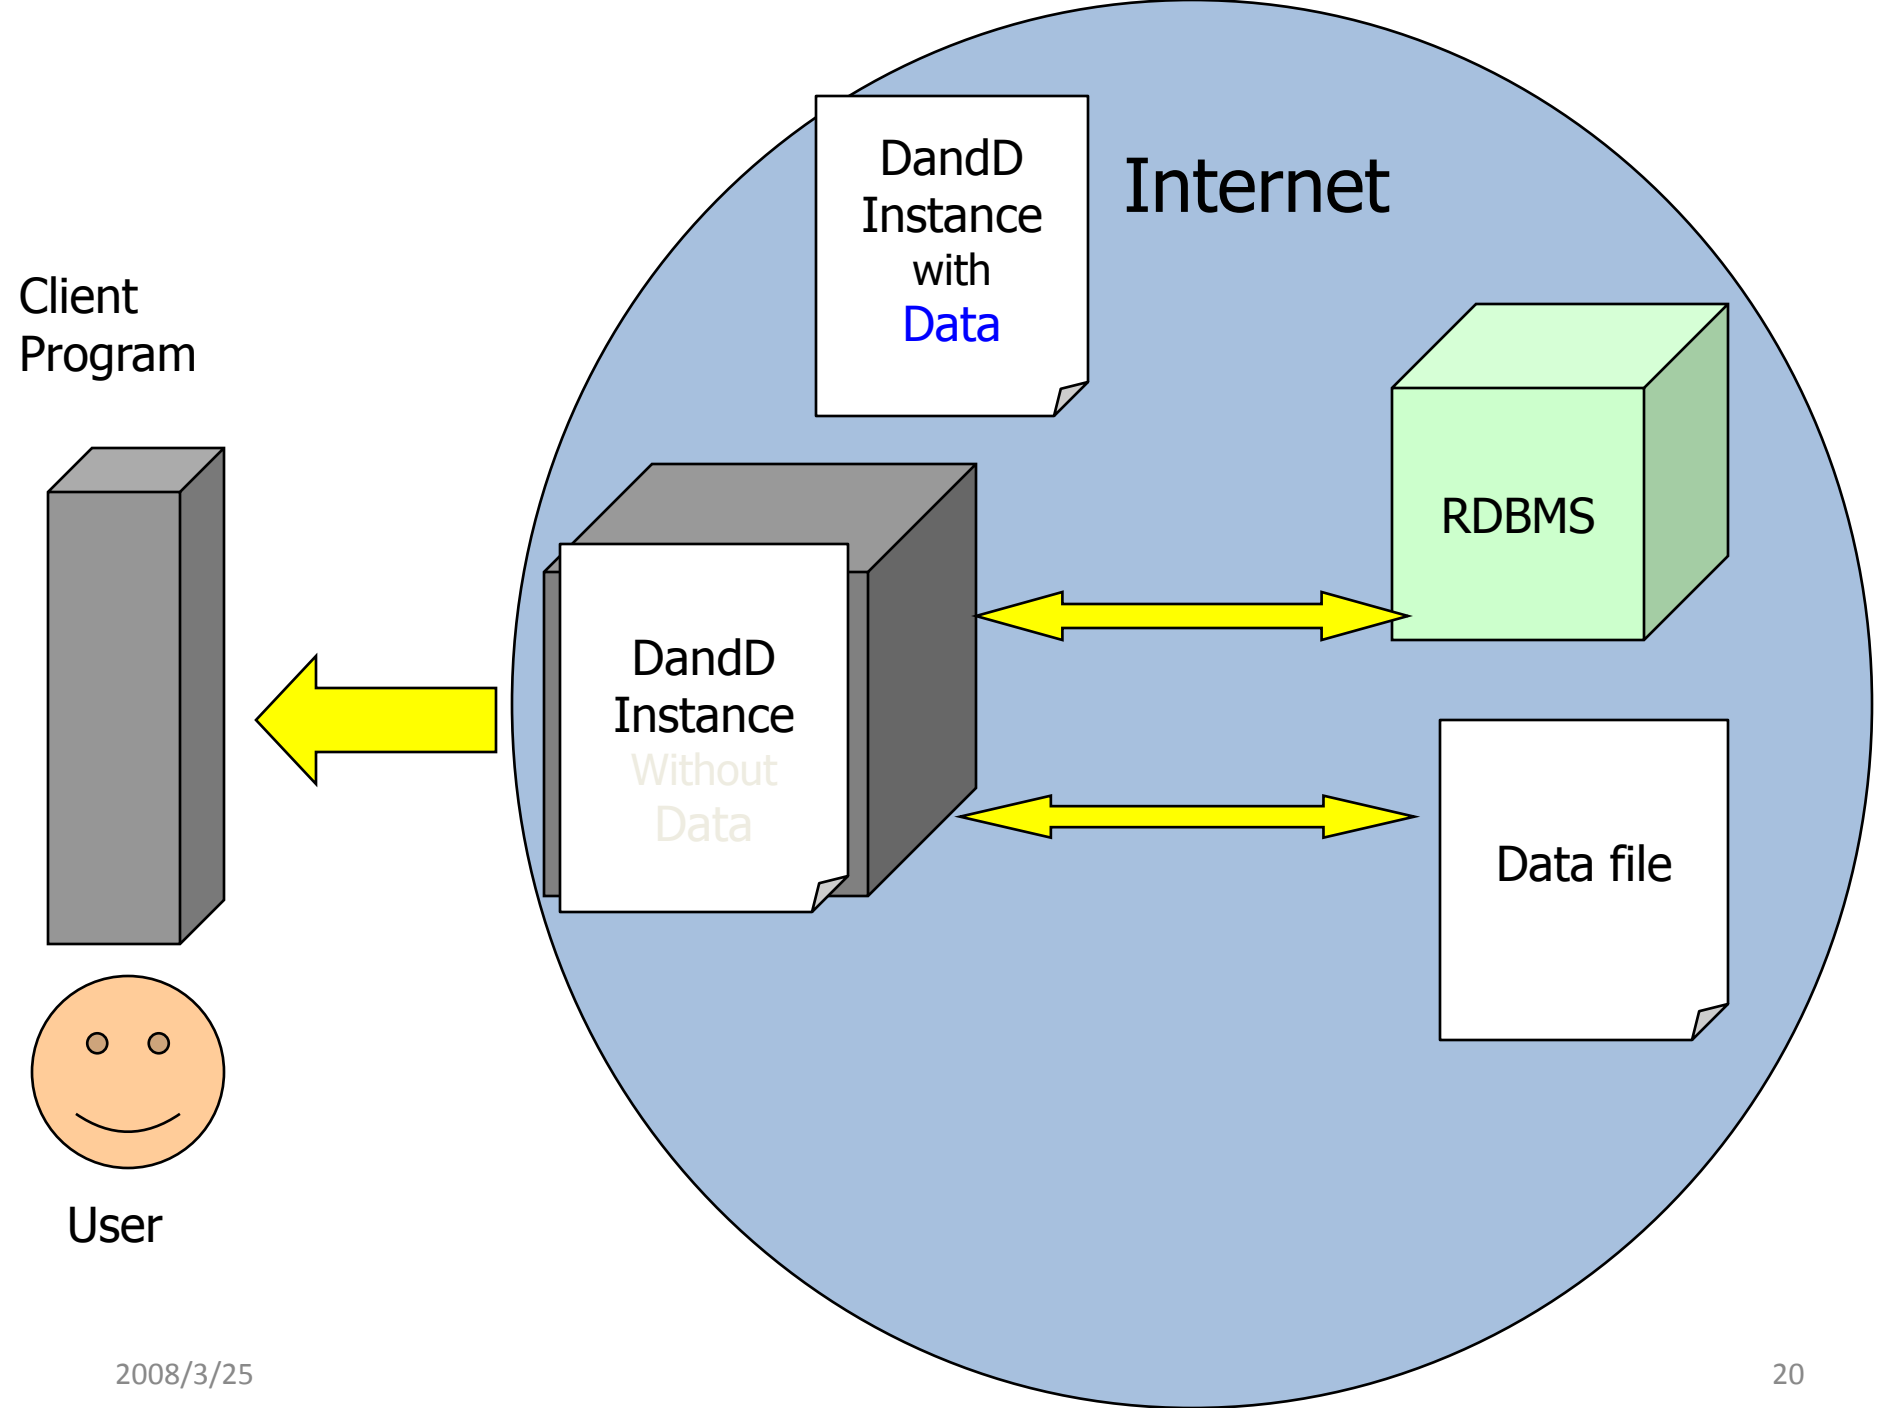 DandD
Instance
with
Data
Internet
Client
Program
RDBMS
DandD
Instance
Without
Data
Data file
User
2008/3/25
20